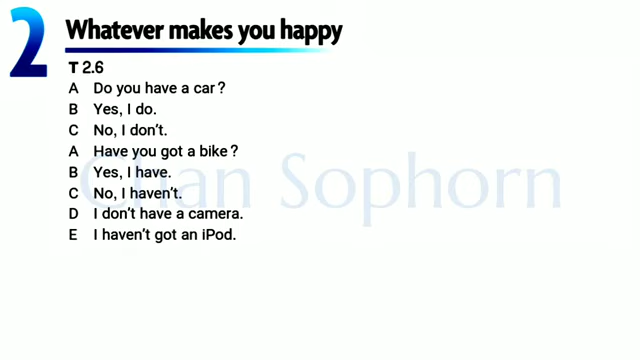 2 Whatever makes you happy
T 2.6
A Do you have a car?
B Yes, I do.
C No, I don't.
A Have you got a bike?
B Yes, I have.
C No, I haven't.
D I don't have a camera.
E I haven't got an iPod.
Chan Sophorn